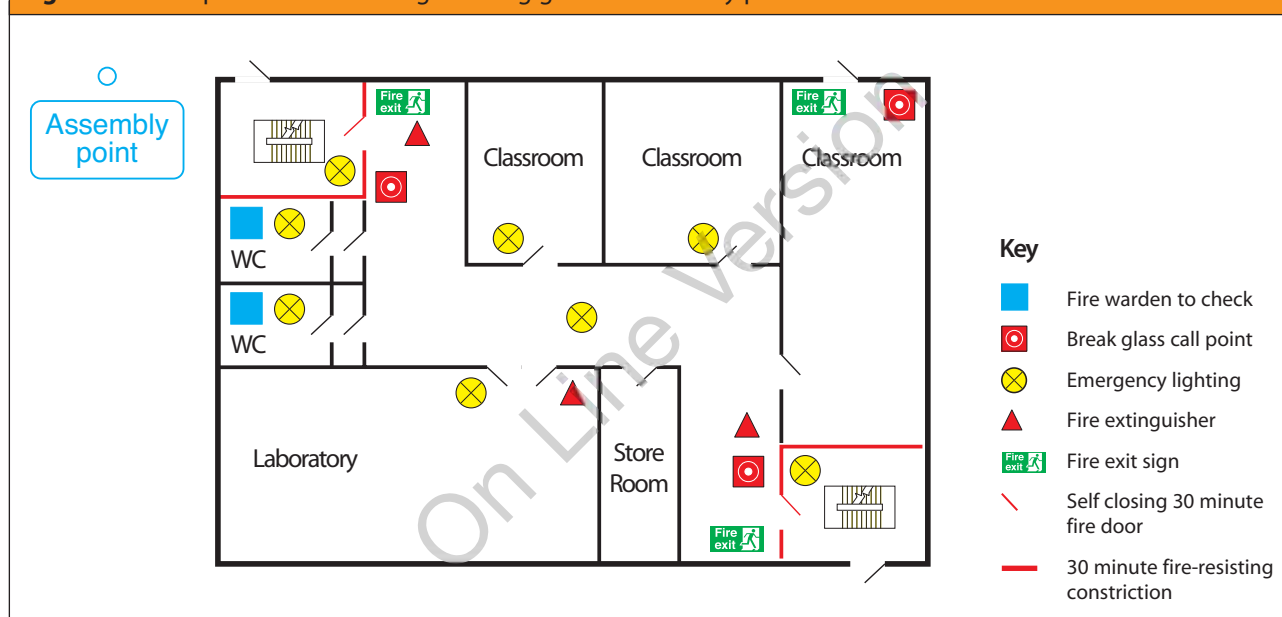 Assembly
point
Fire
exit
Fire
exit
Classroom
Classroom
Classroom
WC
WC
Laboratory
Store
Room
Fire
exit
On Line Version
Key
Fire warden to check
Break glass call point
Emergency lighting
Fire extinguisher
Fire
exit
Fire exit sign
Self closing 30 minute
fire door
30 minute fire-resisting
constriction